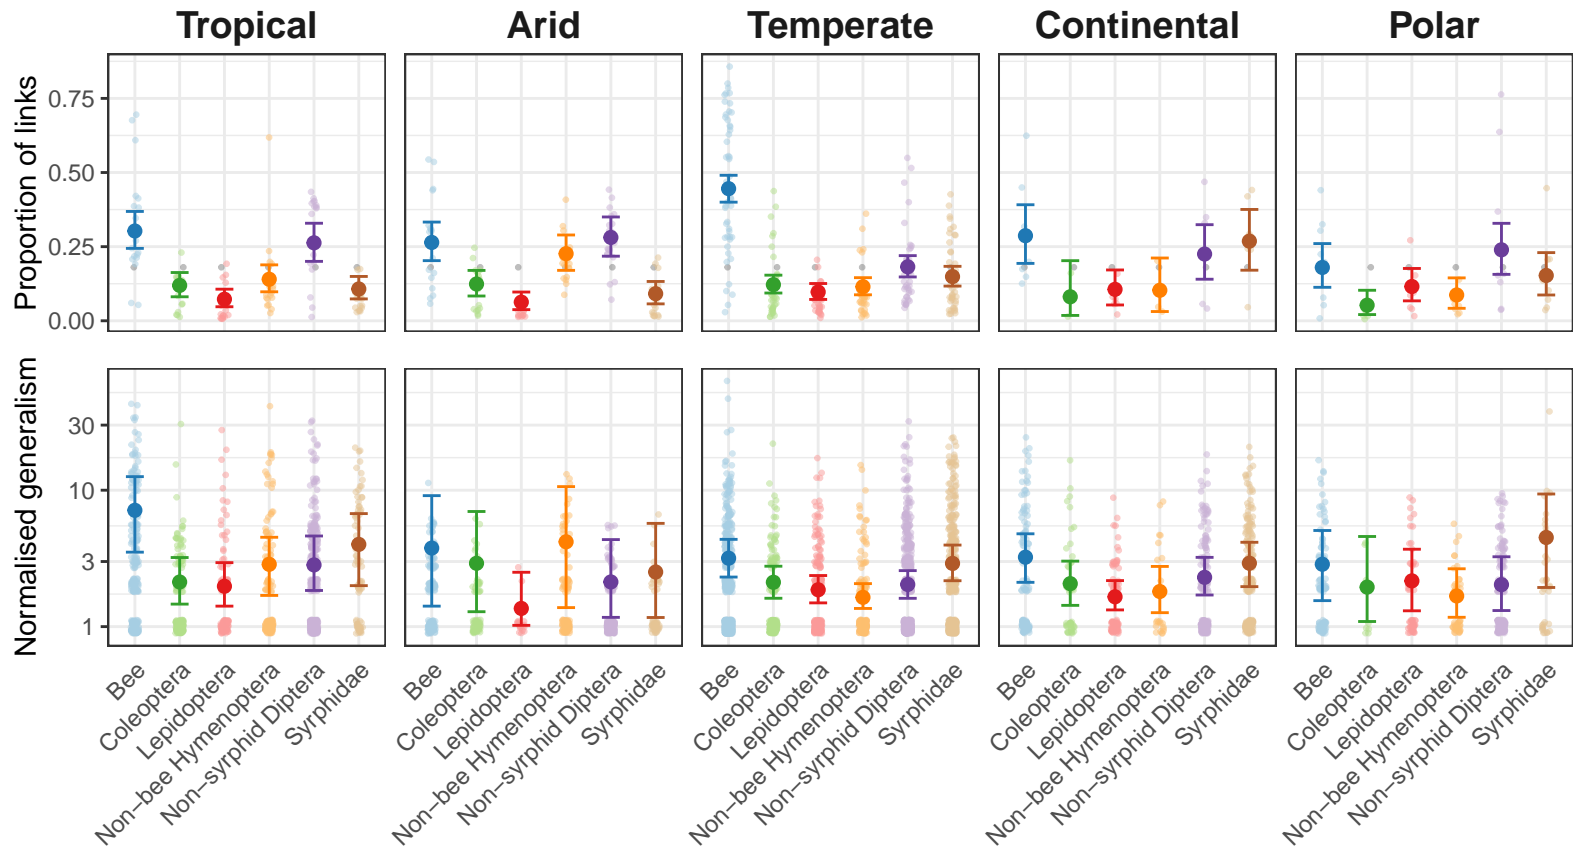 Tropical Arid Temperate Continental Polar
Proportion of links
0.75
0.50
0.25
0.00
Normalised generalism
30
10
3
1
Bee Coleoptera Lepidoptera Non−bee Hymenoptera Non−syrphid Diptera Syrphidae
Bee Coleoptera Lepidoptera Non−bee Hymenoptera Non−syrphid Diptera Syrphidae
Bee Coleoptera Lepidoptera Non−bee Hymenoptera Non−syrphid Diptera Syrphidae
Bee Coleoptera Lepidoptera Non−bee Hymenoptera Non−syrphid Diptera Syrphidae
Bee Coleoptera Lepidoptera Non−bee Hymenoptera Non−syrphid Diptera Syrphidae